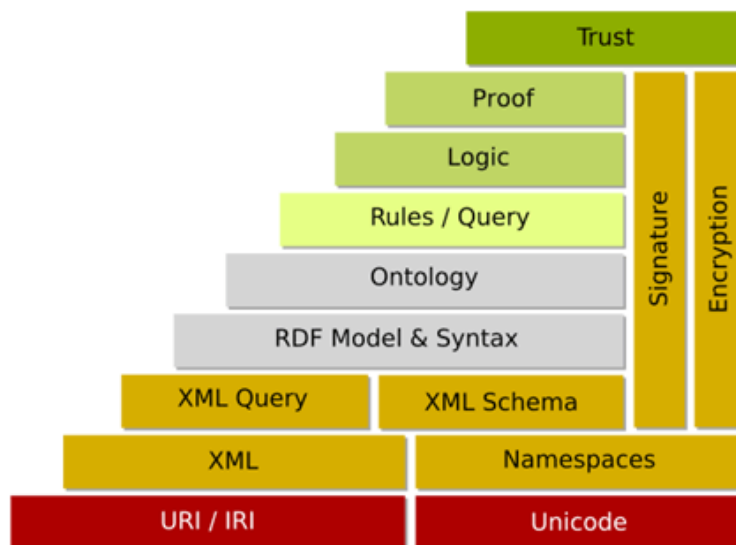 Trust
Proof
Logic
Rules / Query
Ontology
RDF Model & Syntax
XML Query
XML Schema
Signature
Encryption
XML
Namespaces
URI / IRI
Unicode